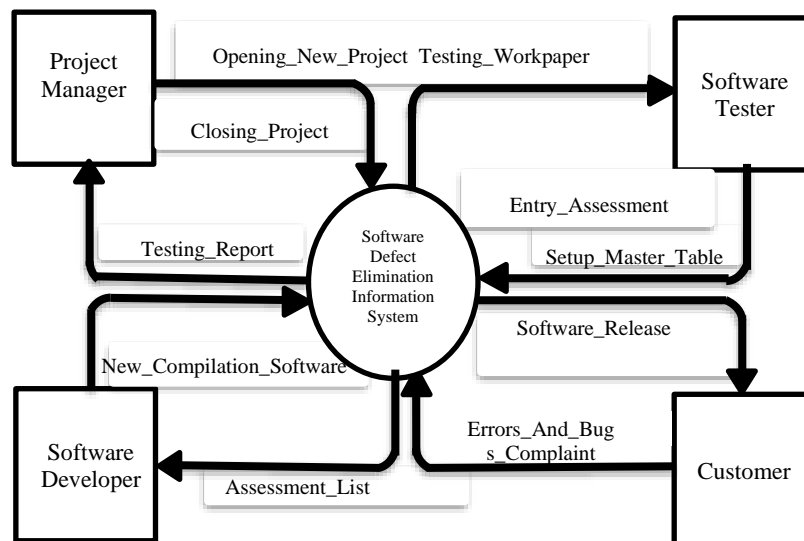 Project
Manager
Opening_New_Project Testing_Workpaper
Software
Tester
Closing_Project
Entry_Assessment
Testing_Report
Setup_Master_Table
Software
Defect
Elimination
Information
System
Software_Release
New_Compilation_Software
Software
Developer
Errors_And_Bug
s_Complaint
Customer
Assessment_List